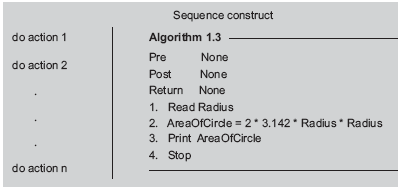 Sequence construct
do action 1
do action 2
.
.
.
do action n
Algorithm 1.3
Pre None
Post None
Return None
1. Read Radius
2. AreaOfCircle = 2 * 3.142 * Radius * Radius
3. Print AreaOfCircle
4. Stop